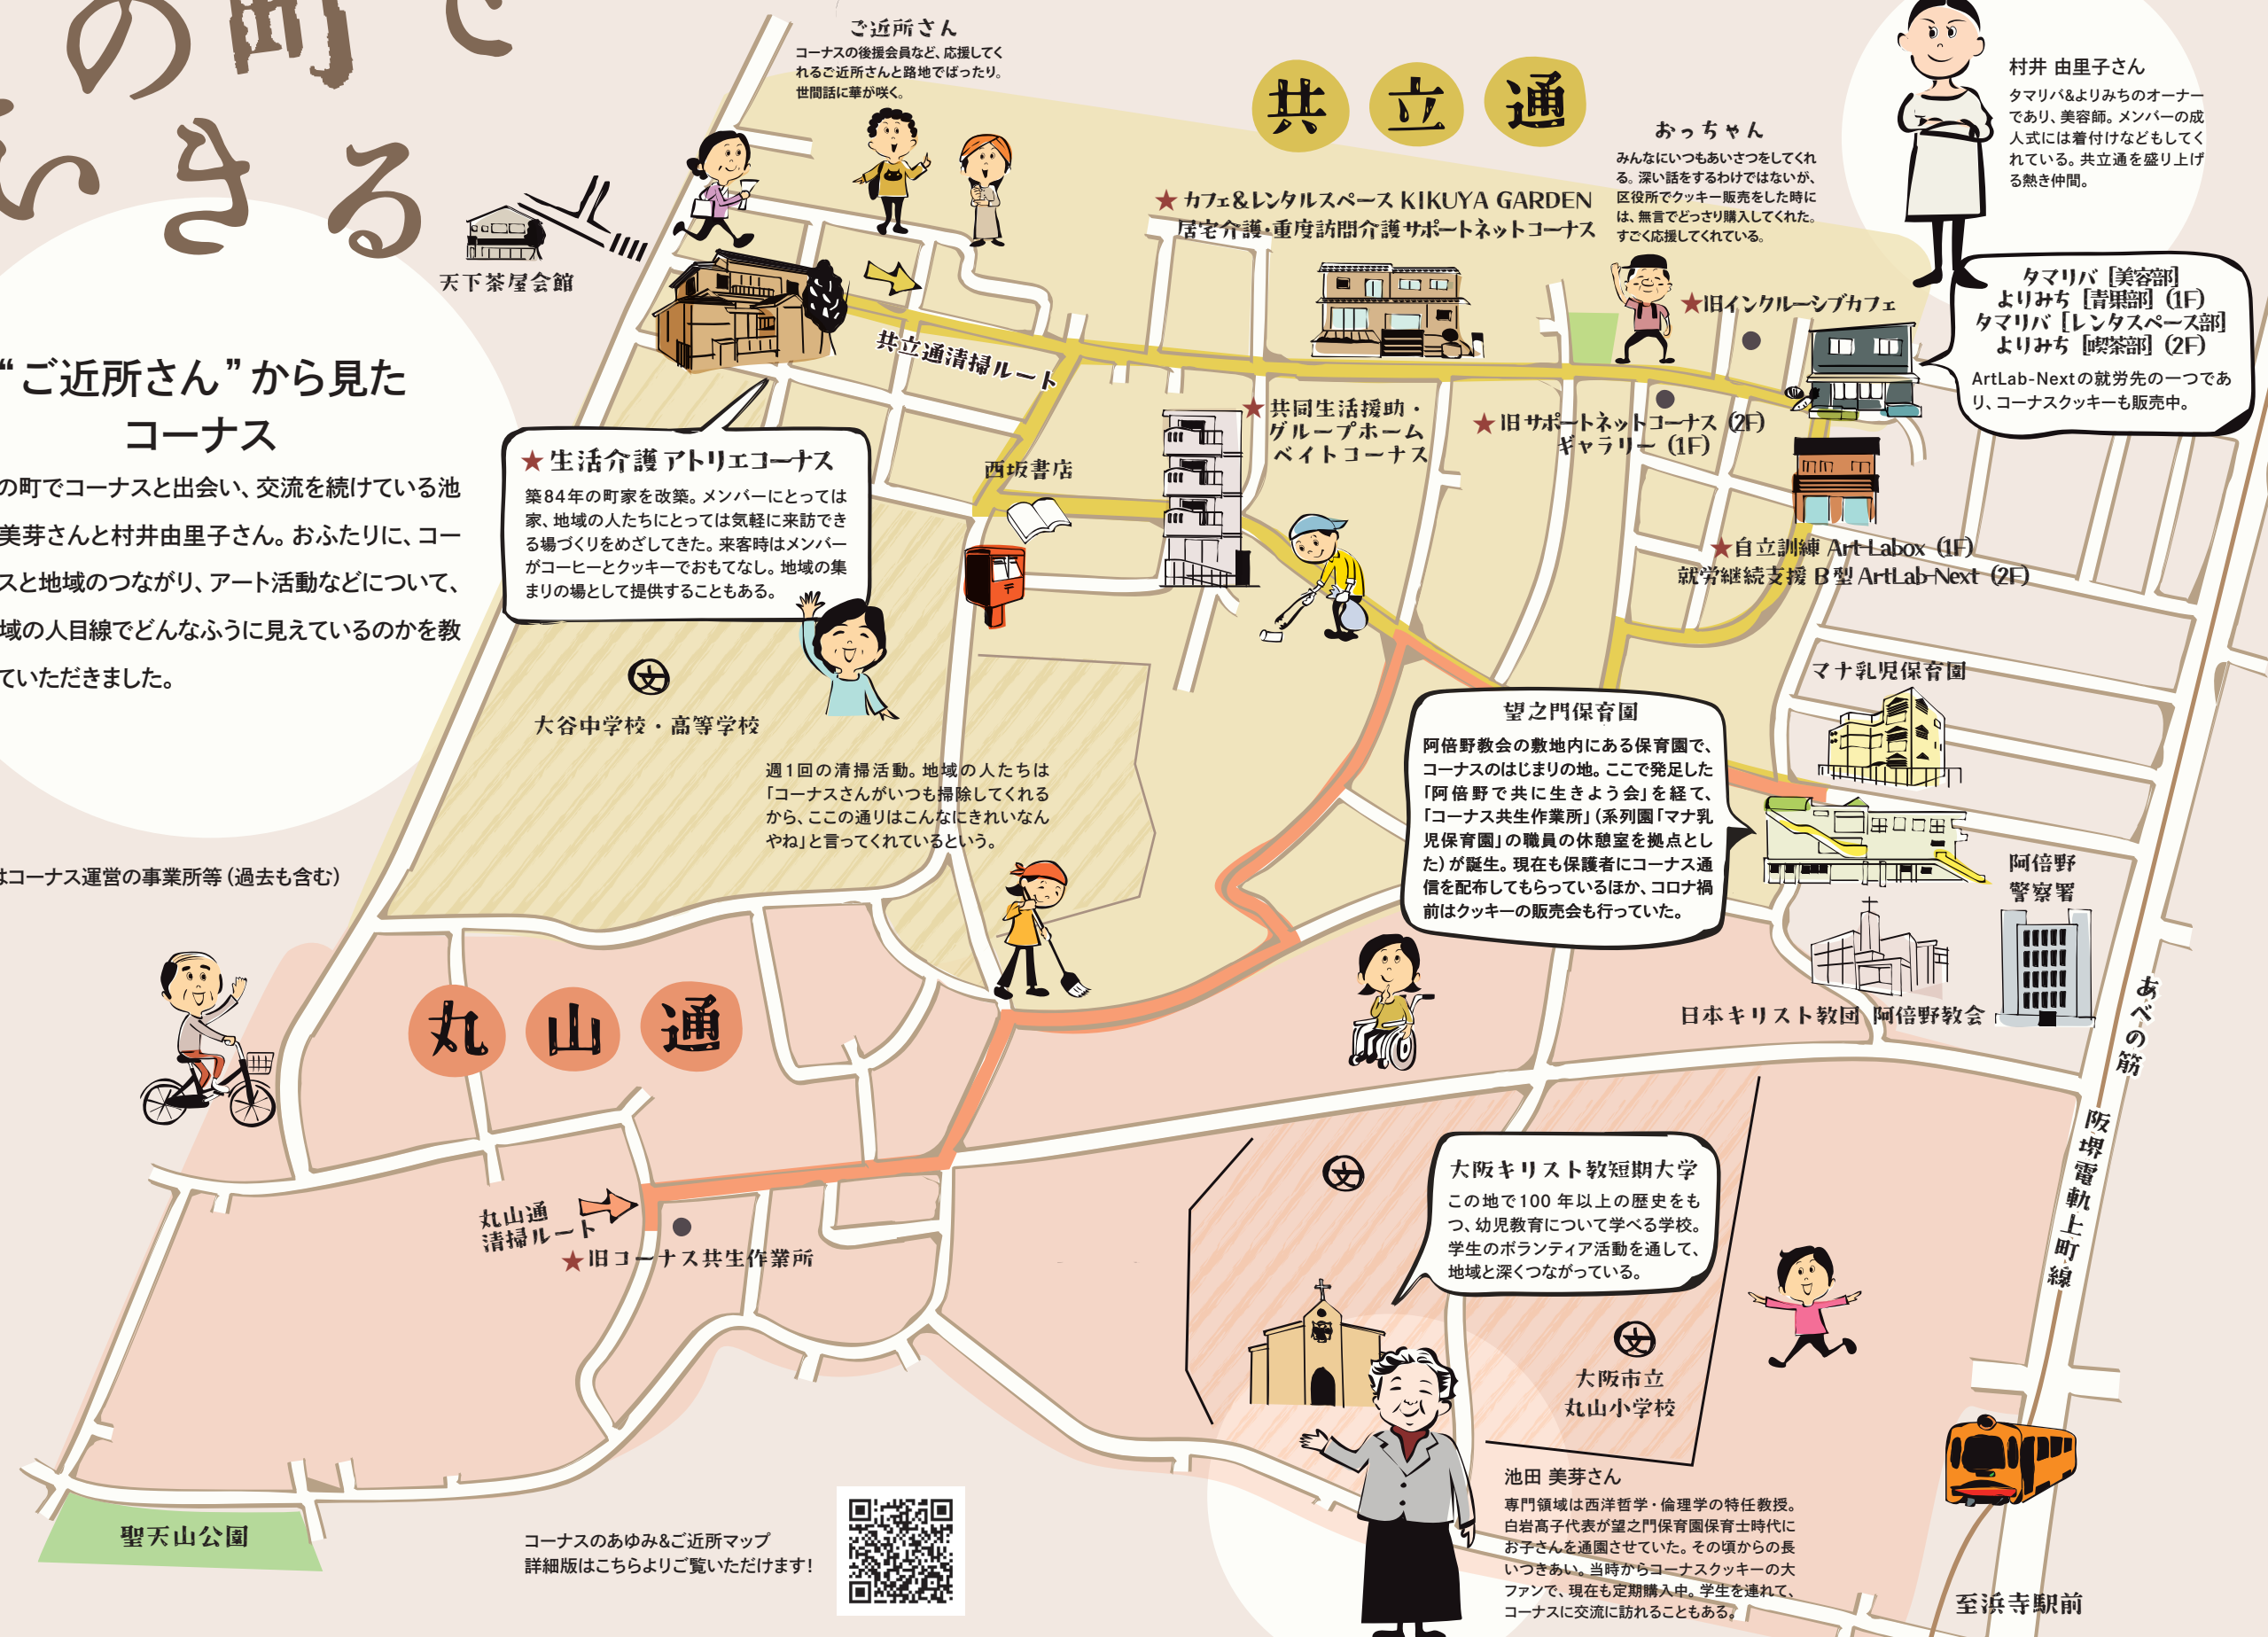 の町で
いきる
“ご近所さん”から見た
コーナス
の町でコーナスと出会い、交流を続けている池
美芽さんと村井由里子さん。おふたりに、コー
スと地域のつながり、アート活動などについて、
域の人目線でどんなふうに見えているのかを教
ていただきました。
はコーナス運営の事業所等(過去も含む)
ご近所さん
コーナスの後援会員など、応援してく
れるご近所さんと路地でばったり。
世間話に華が咲く。
天下茶屋会館
共立通
★カフェ&レンタルスペース KIKUYA GARDEN
居宅介護・重度訪問介護サポートネットコーナス
おっちゃん
みんなにいつもあいさつをしてくれ
る。深い話をするわけではないが、
区役所でクッキー販売をした時に
は、無言でどっさり購入してくれた。
すごく応援してくれている。
村井 由里子さん
タマリバ&よりみちのオーナー
であり、美容師。メンバーの成
人式には着付けなどもしてく
れている。共立通を盛り上げ
る熱き仲間。
タマリバ[美容部]
よりみち[青果部](1F)
タマリバ[レンタスペース部]
よりみち[喫茶部](2F)
ArtLab-Nextの就労先の一つであ
り、コーナスクッキーも販売中。
★旧インクルーシブカフェ
共立通清掃ルート
★共同生活援助・
グループホーム
ベイトコーナス
★旧サポートネットコーナス(2F)
ギャラリー(1F)
★生活介護アトリエコーナス
築84年の町家を改築。メンバーにとっては
家、地域の人たちにとっては気軽に来訪でき
る場づくりをめざしてきた。来客時はメンバー
がコーヒーとクッキーでおもてなし。地域の集
まりの場として提供することもある。
西坂書店
〒
★自立訓練 Art-Labox(1F)
就労継続支援B型 ArtLab-Next(2F)
文
大谷中学校・高等学校
週1回の清掃活動。地域の人たちは
「コーナスさんがいつも掃除してくれる
から、ここの通りはこんなにきれいなん
やね」と言ってくれているという。
マナ乳児保育園
望之門保育園
阿倍野教会の敷地内にある保育園で、
コーナスのはじまりの地。ここで発足した
「阿倍野で共に生きよう会」を経て、
「コーナス共生作業所」(系列園「マナ乳
児保育園」の職員の休憩室を拠点とし
た)が誕生。現在も保護者にコーナス通
信を配布してもらっているほか、コロナ禍
前はクッキーの販売会も行っていた。
阿倍野
警察署
日本キリスト教団 阿倍野教会
あべの筋
阪堺電軌上町線
丸山通
丸山通
清掃ルート
★旧コーナス共生作業所
文
大阪キリスト教短期大学
この地で100年以上の歴史をも
つ、幼児教育について学べる学校。
学生のボランティア活動を通して、
地域と深くつながっている。
文
大阪市立
丸山小学校
池田 美芽さん
専門領域は西洋哲学・倫理学の特任教授。
白岩髙子代表が望之門保育園保育士時代に
お子さんを通園させていた。その頃からの長
いつきあい。当時からコーナスクッキーの大
ファンで、現在も定期購入中。学生を連れて、
コーナスに交流に訪れることもある。
聖天山公園
コーナスのあゆみ&ご近所マップ
詳細版はこちらよりご覧いただけます!
至浜寺駅前